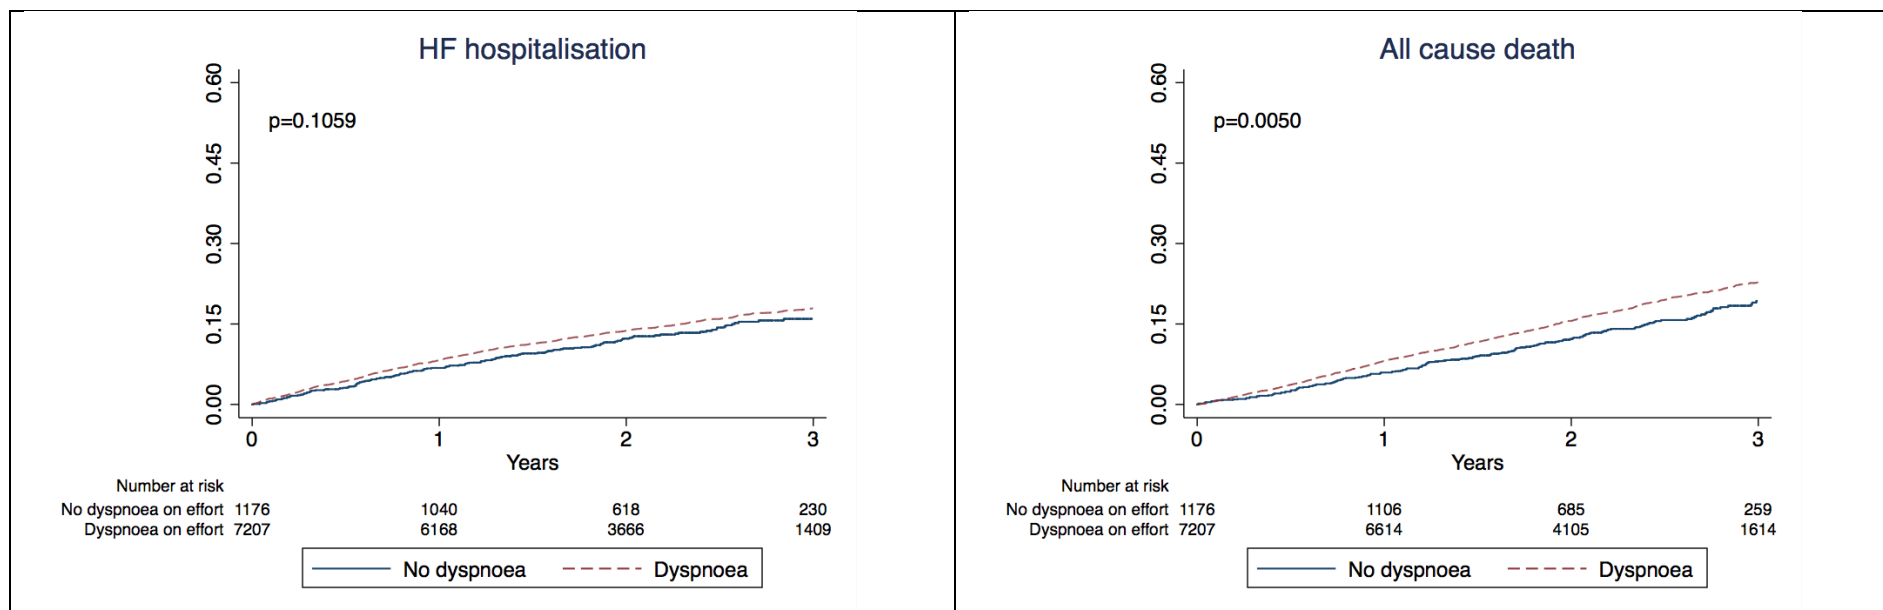 HF hospitalisation
0.60
0.45
0.30
0.15
0.00
p=0.1059
0 1 2 3
Years
Number at risk
No dyspnoea on effort 1176 1040 618 230
Dyspnoea on effort 7207 6168 3666 1409
No dyspnoea Dyspnoea
All cause death
0.60
0.45
0.30
0.15
0.00
p=0.0050
0 1 2 3
Years
Number at risk
No dyspnoea on effort 1176 1106 685 259
Dyspnoea on effort 7207 6614 4105 1614
No dyspnoea Dyspnoea